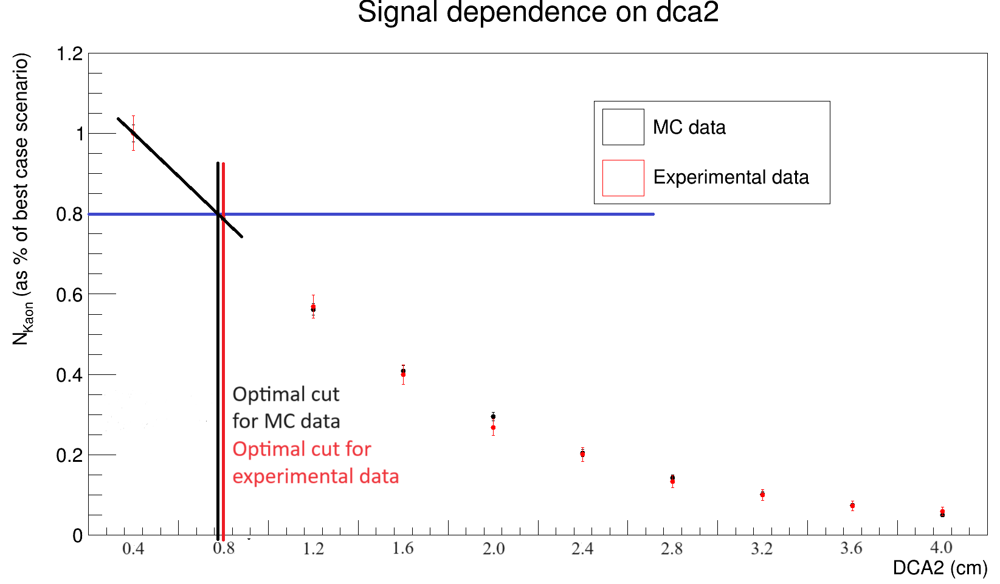 Signal dependence on dca2
N_Kaon (as % of best case scenario)
1.2
1
0.8
0.6
0.4
0.2
0
MC data
Experimental data
Optimal cut
for MC data
Optimal cut for
experimental data
0.4 0.8 1.2 1.6 2.0 2.4 2.8 3.2 3.6 4.0
DCA2 (cm)